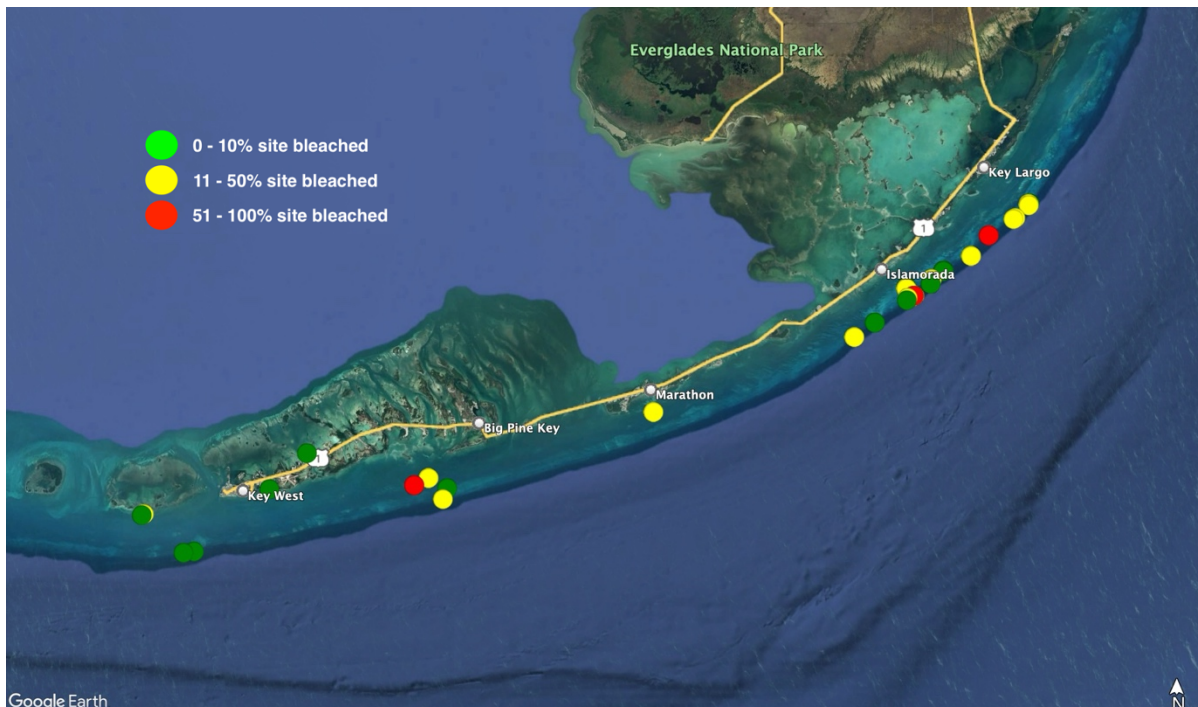 Everglades National Park
0 - 10% site bleached
11 - 50% site bleached
51 - 100% site bleached
Key Largo
1
Islamorada
Marathon
Big Pine Key
1
Key West
Google Earth
N